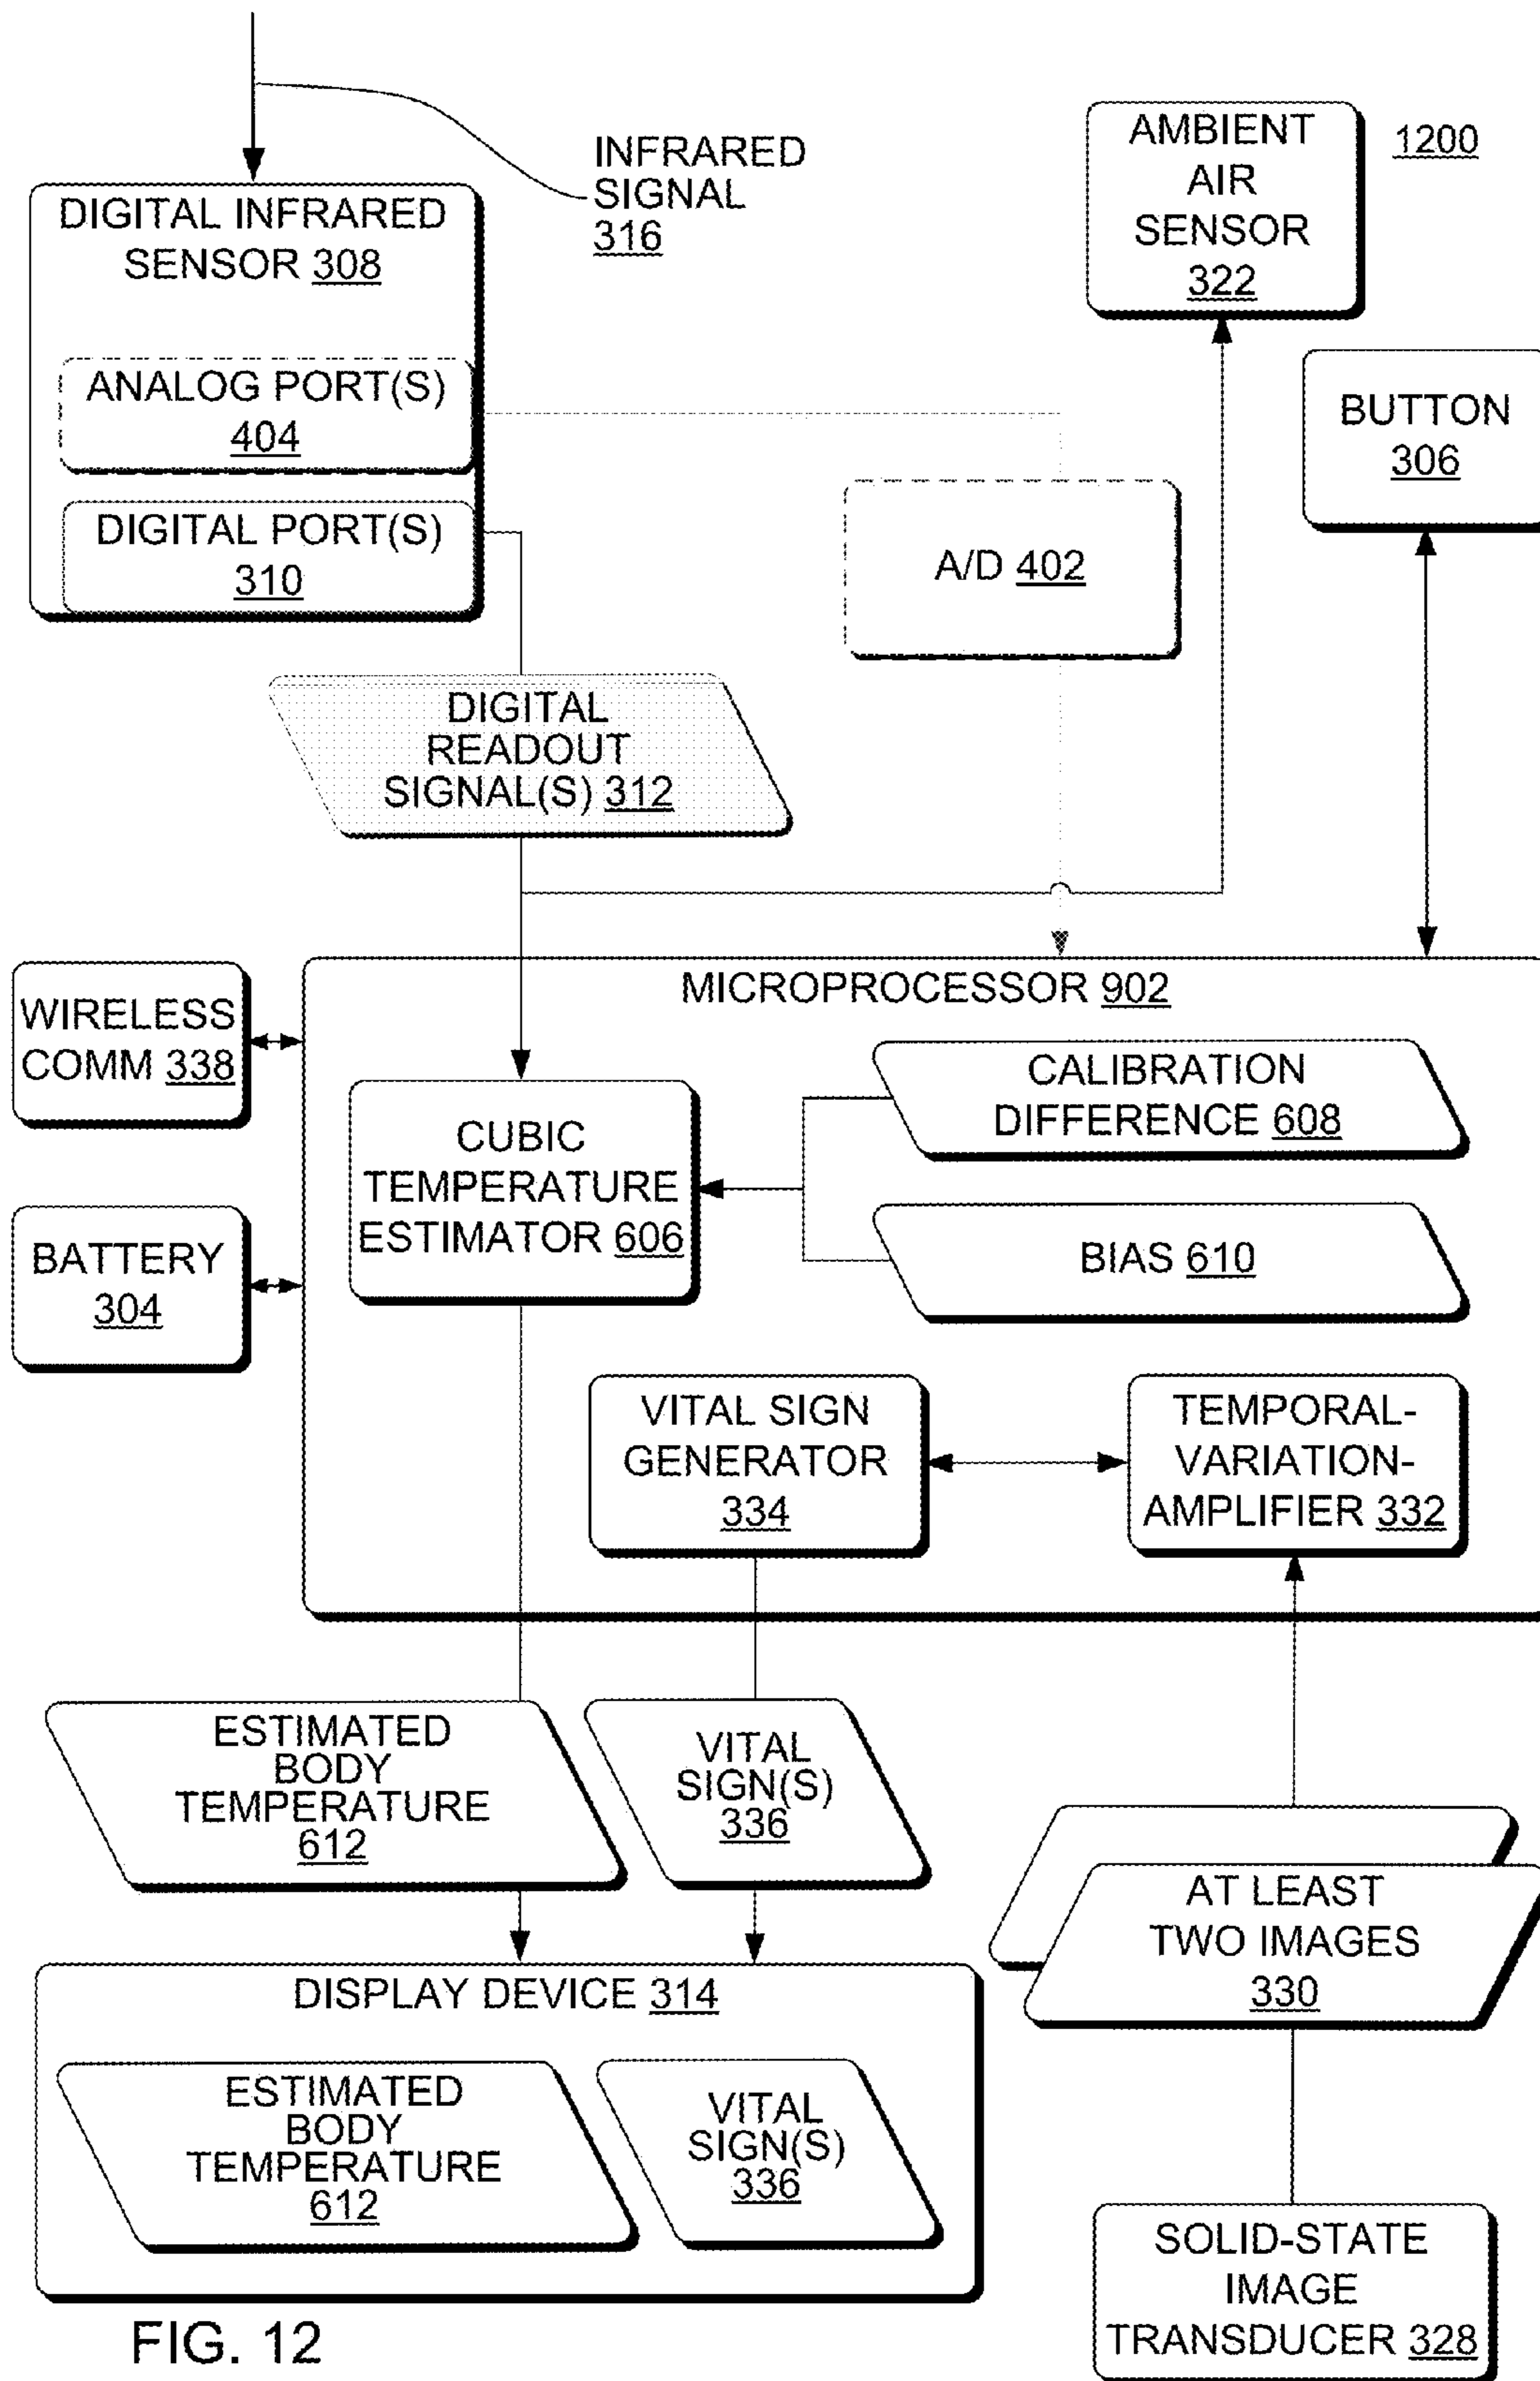 INFRARED
SIGNAL
316
AMBIENT
AIR
SENSOR
322
1200
DIGITAL INFRARED
SENSOR 308
ANALOG PORT(S)
404
DIGITAL PORT(S)
310
BUTTON
306
A/D 402
DIGITAL
READOUT
SIGNAL(S) 312
MICROPROCESSOR 902
WIRELESS
COMM 338
CALIBRATION
DIFFERENCE 608
CUBIC
TEMPERATURE
ESTIMATOR 606
BATTERY
304
BIAS 610
VITAL SIGN
GENERATOR
334
TEMPORAL-
VARIATION-
AMPLIFIER 332
ESTIMATED
BODY
TEMPERATURE
612
VITAL
SIGN(S)
336
AT LEAST
TWO IMAGES
330
DISPLAY DEVICE 314
ESTIMATED
BODY
TEMPERATURE
612
VITAL
SIGN(S)
336
SOLID-STATE
IMAGE
TRANSDUCER 328
FIG. 12